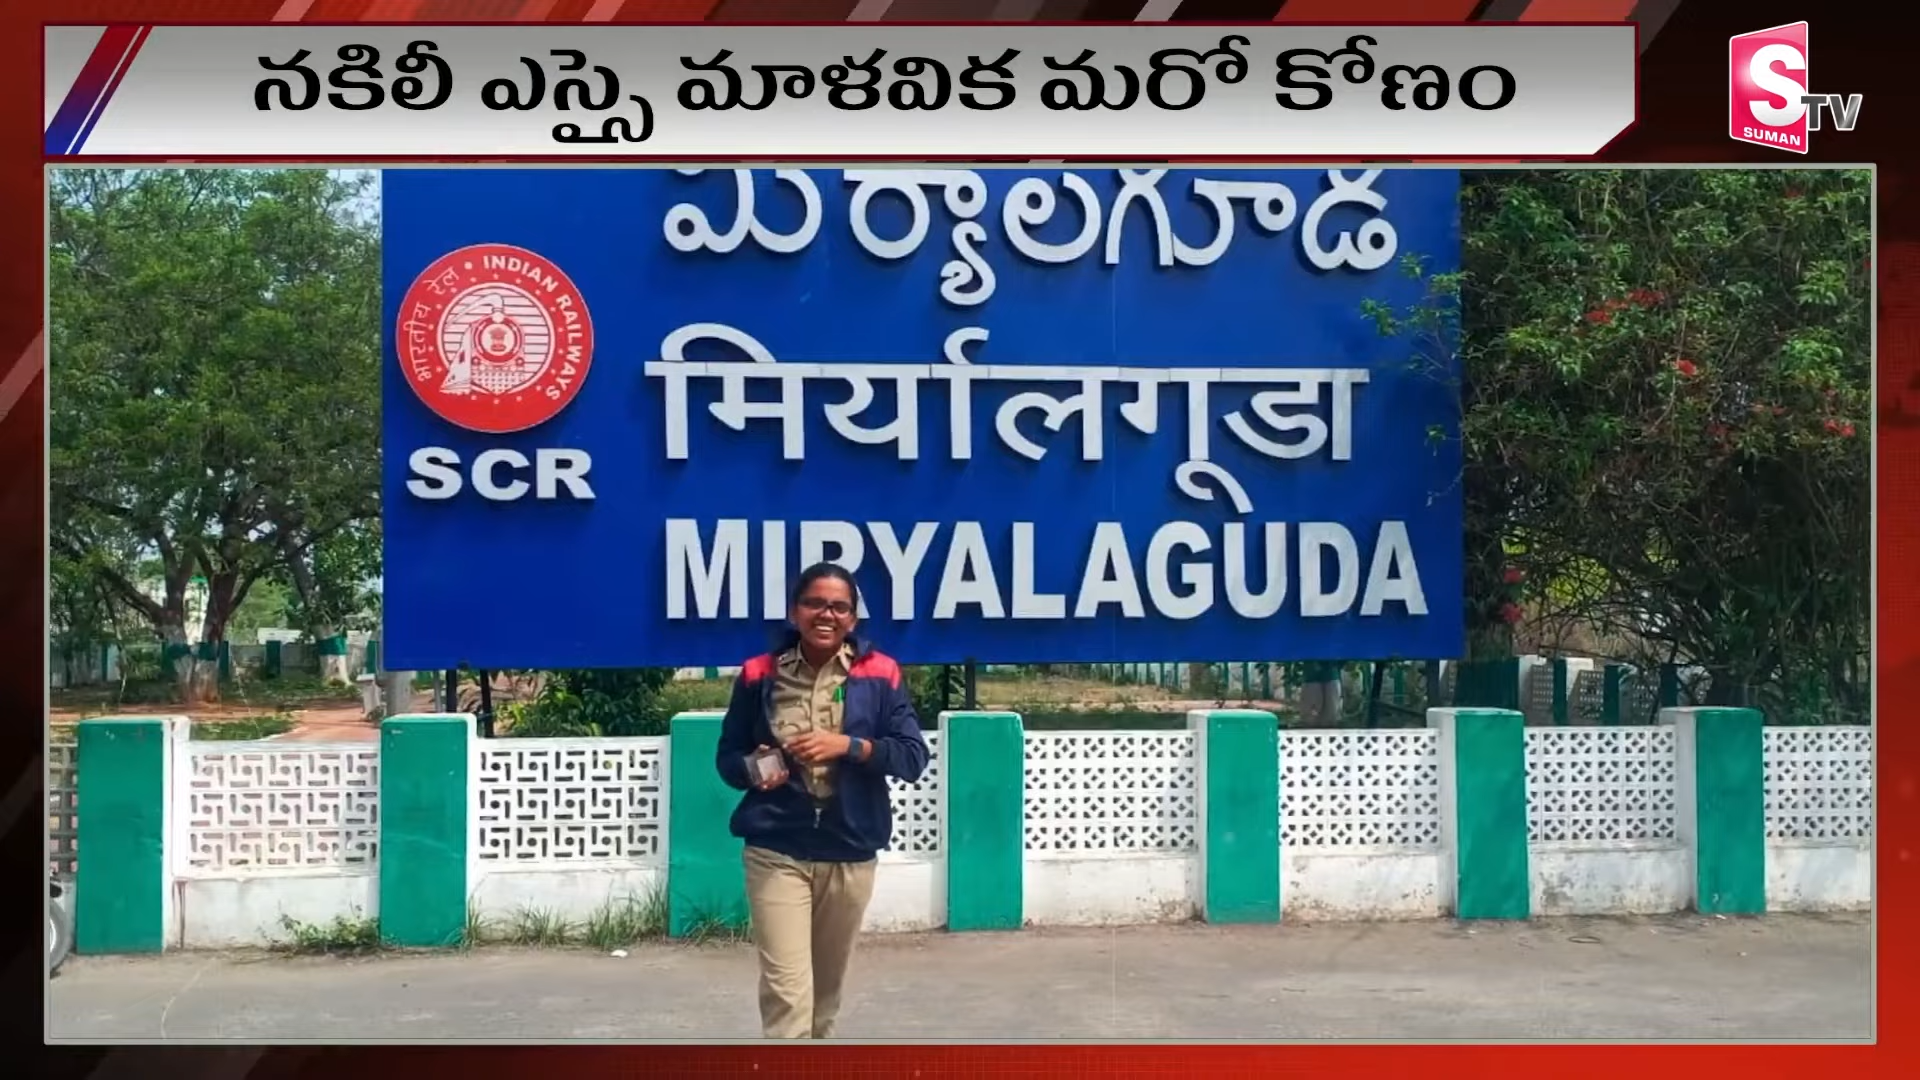 నకిలీ ఎస్సై మాళవిక మరో కోణం
S TV
SUMAN
మిర్యాలగూడ
भारतीय रेल • INDIAN RAILWAYS
SCR
मिर्यालगूडा
MIRYALAGUDA